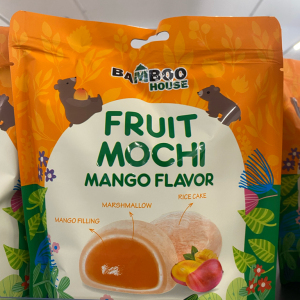 BAMBOO
HOUSE
FRUIT
MOCHI
MANGO FLAVOR
MARSHMALLOW
RICE CAKE
MANGO FILLING